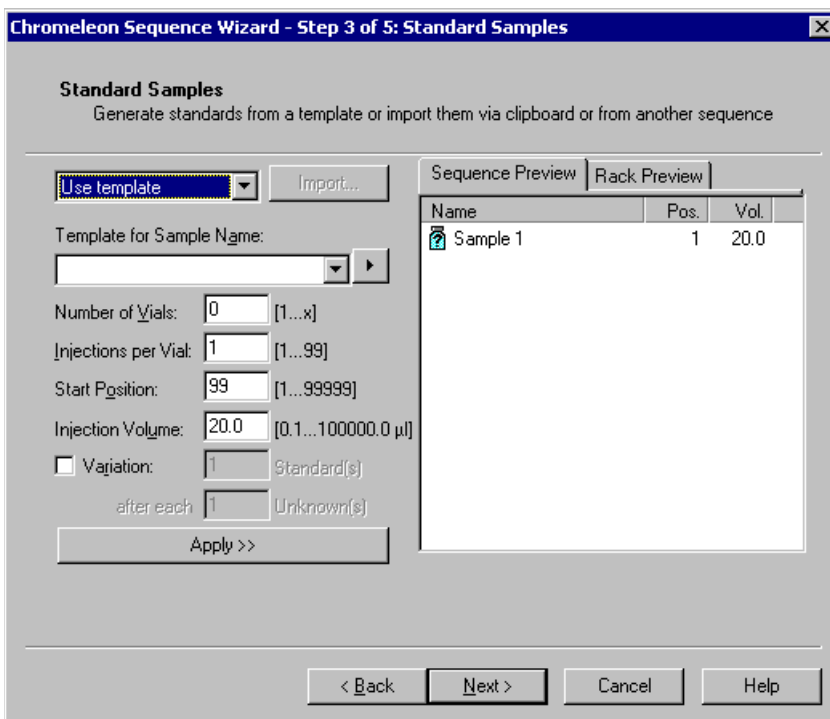 Chromeleon Sequence Wizard - Step 3 of 5: Standard Samples
Standard Samples
Generate standards from a template or import them via clipboard or from another sequence
Use template
Import...
Template for Sample Name:
Number of Vials: 0 [1...x]
Injections per Vial: 1 [1...99]
Start Position: 99 [1...99999]
Injection Volume: 20.0 [0.1...100000.0 µl]
Variation: 1 Standard(s)
after each 1 Unknown(s)
Apply >>
Sequence Preview Rack Preview
Name Pos. Vol.
? Sample 1 1 20.0
< Back Next > Cancel Help